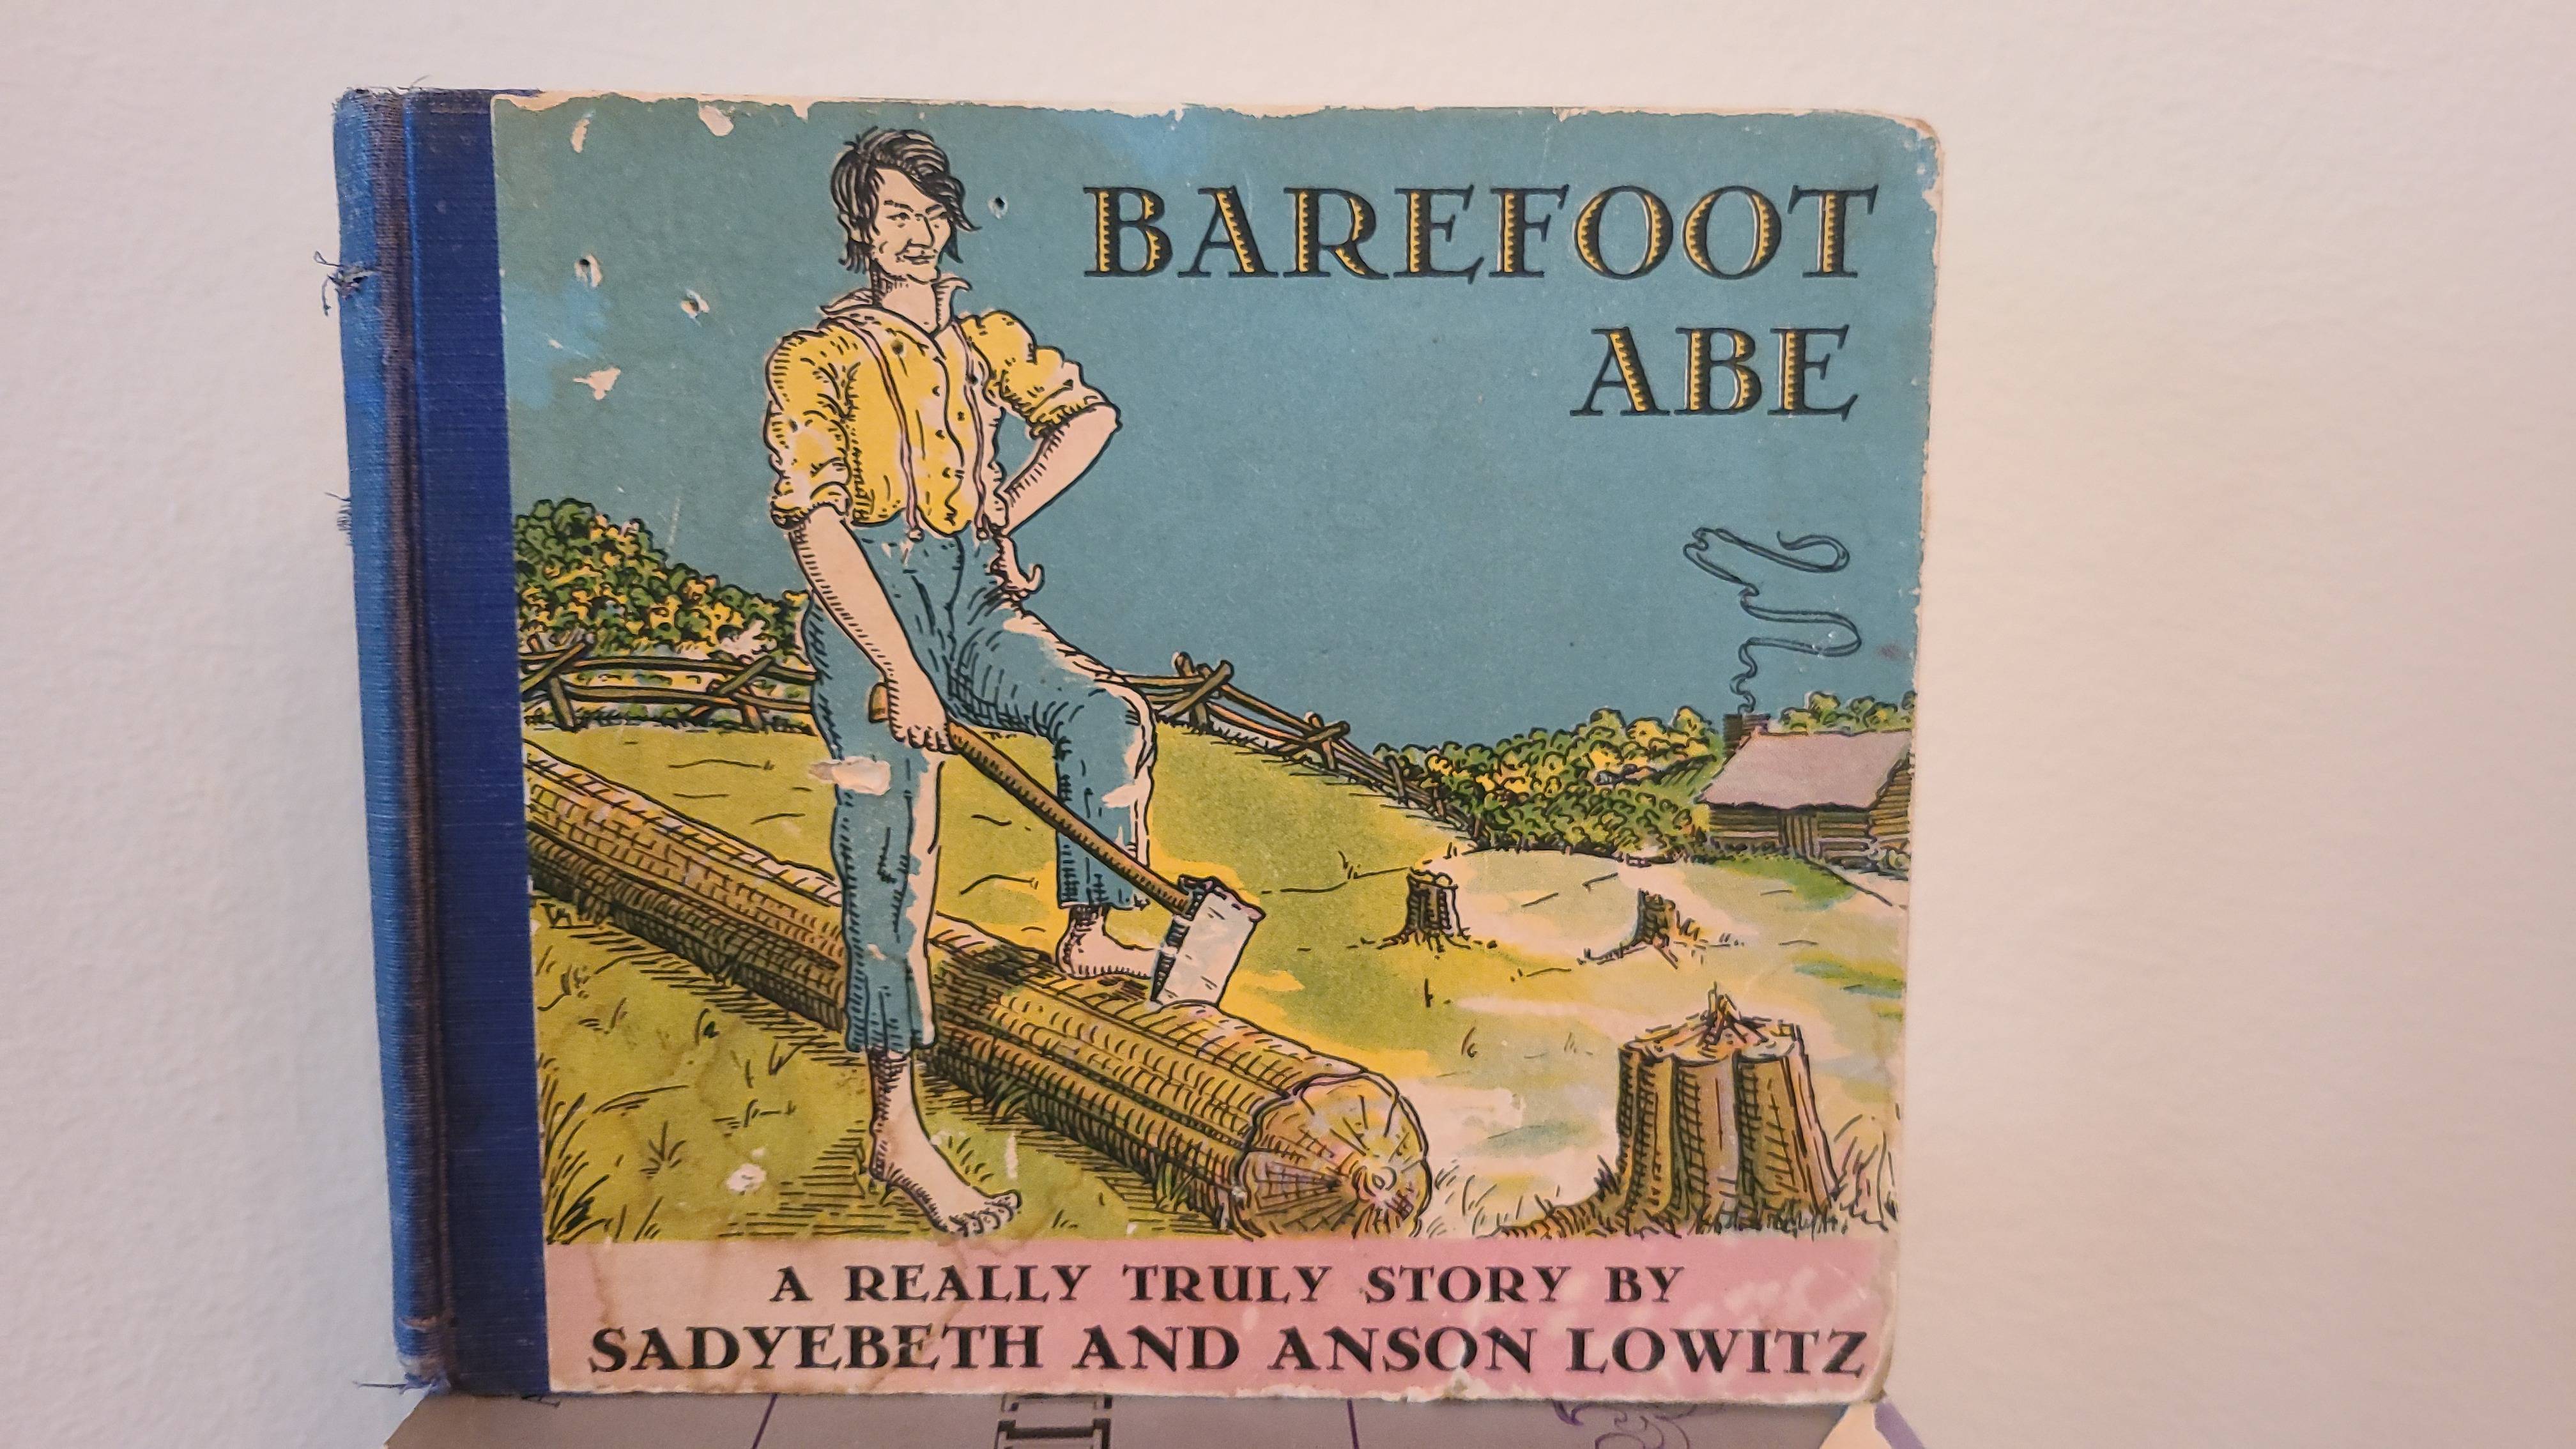 BAREFOOT
ABE
A REALLY TRULY STORY BY
SADYEBETH AND ANSON LOWITZ